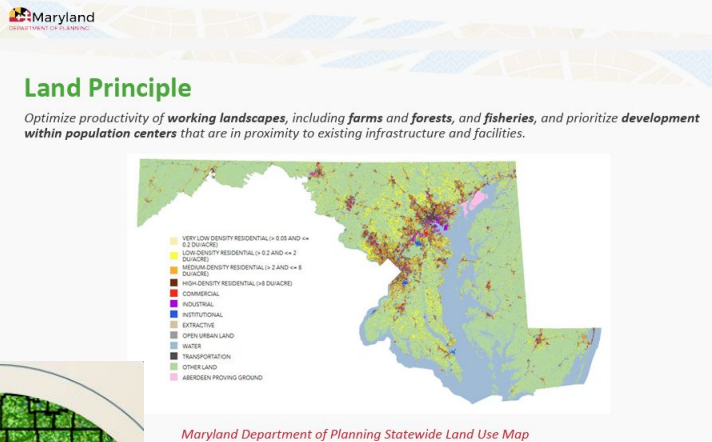 Maryland
DEPARTMENT OF PLANNING
Land Principle
Optimize productivity of working landscapes, including farms and forests, and fisheries, and prioritize development
within population centers that are in proximity to existing infrastructure and facilities.
VERY LOW DENSITY RESIDENTIAL (> 0.05 AND <=
0.2 DU/ACRE)
LOW-DENSITY RESIDENTIAL (> 0.2 AND <= 2
DU/ACRE)
MEDIUM-DENSITY RESIDENTIAL (> 2 AND <= 8
DU/ACRE)
HIGH-DENSITY RESIDENTIAL (>8 DU/ACRE)
COMMERCIAL
INDUSTRIAL
INSTITUTIONAL
EXTRACTIVE
OPEN URBAN LAND
WATER
TRANSPORTATION
OTHER LAND
ABERDEEN PROVING GROUND
Maryland Department of Planning Statewide Land Use Map